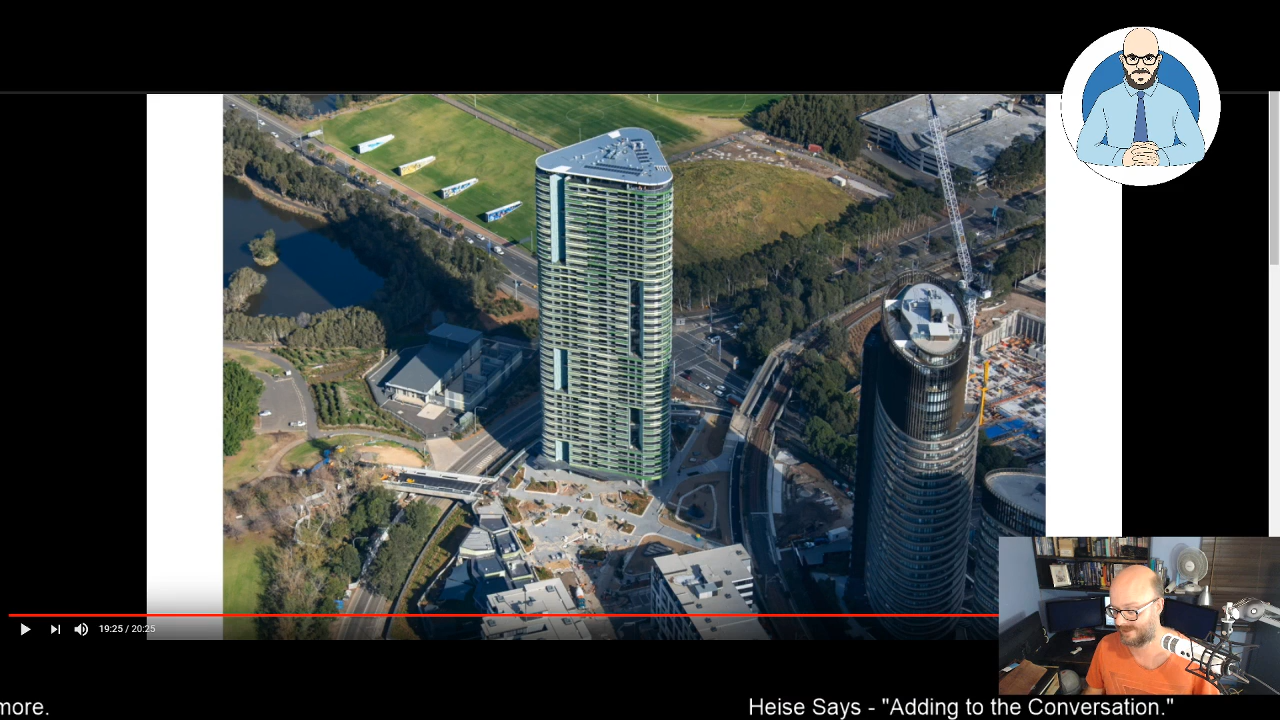 19:25 / 20:25
more.
Heise Says - "Adding to the Conversation."